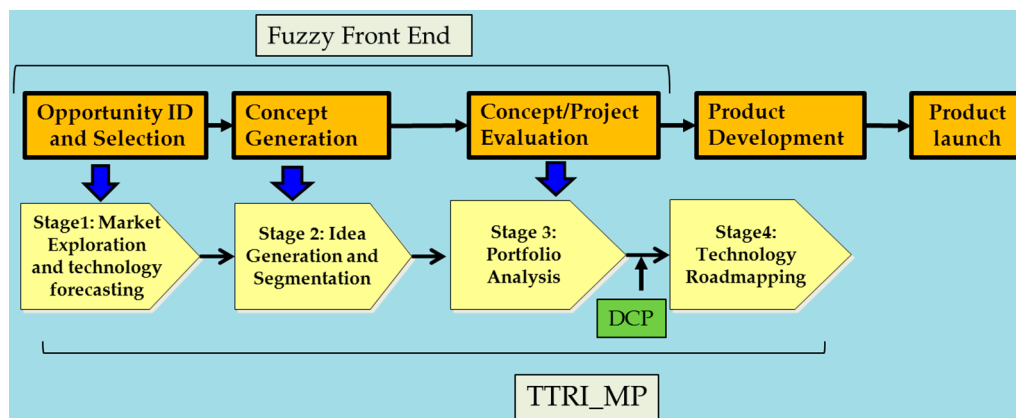 Fuzzy Front End
Opportunity ID
and Selection
Concept
Generation
Concept/Project
Evaluation
Product
Development
Product
launch
Stage1: Market
Exploration
and technology
forecasting
Stage 2: Idea
Generation and
Segmentation
Stage 3:
Portfolio
Analysis
Stage4:
Technology
Roadmapping
DCP
TTRI_MP